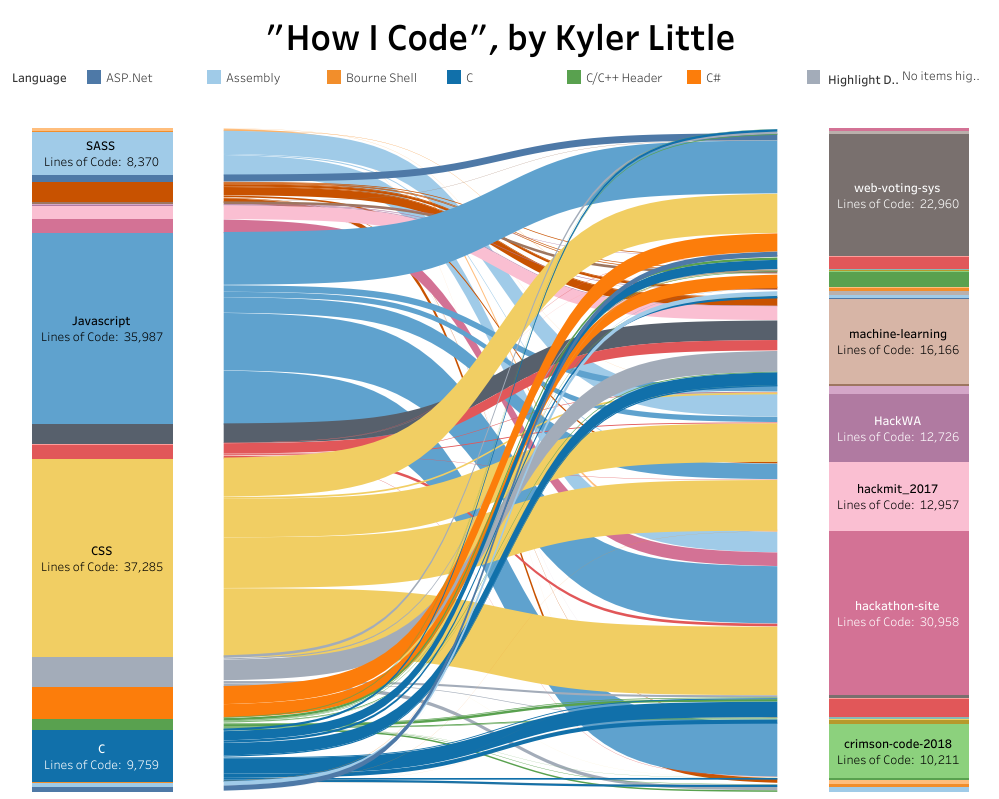 ”How I Code”, by Kyler Little
Language ASP.Net Assembly Bourne Shell C C/C++ Header C# Highlight D.. No items hig..
SASS
Lines of Code: 8,370
Javascript
Lines of Code: 35,987
CSS
Lines of Code: 37,285
C
Lines of Code: 9,759
web-voting-sys
Lines of Code: 22,960
machine-learning
Lines of Code: 16,166
HackWA
Lines of Code: 12,726
hackmit_2017
Lines of Code: 12,957
hackathon-site
Lines of Code: 30,958
crimson-code-2018
Lines of Code: 10,211